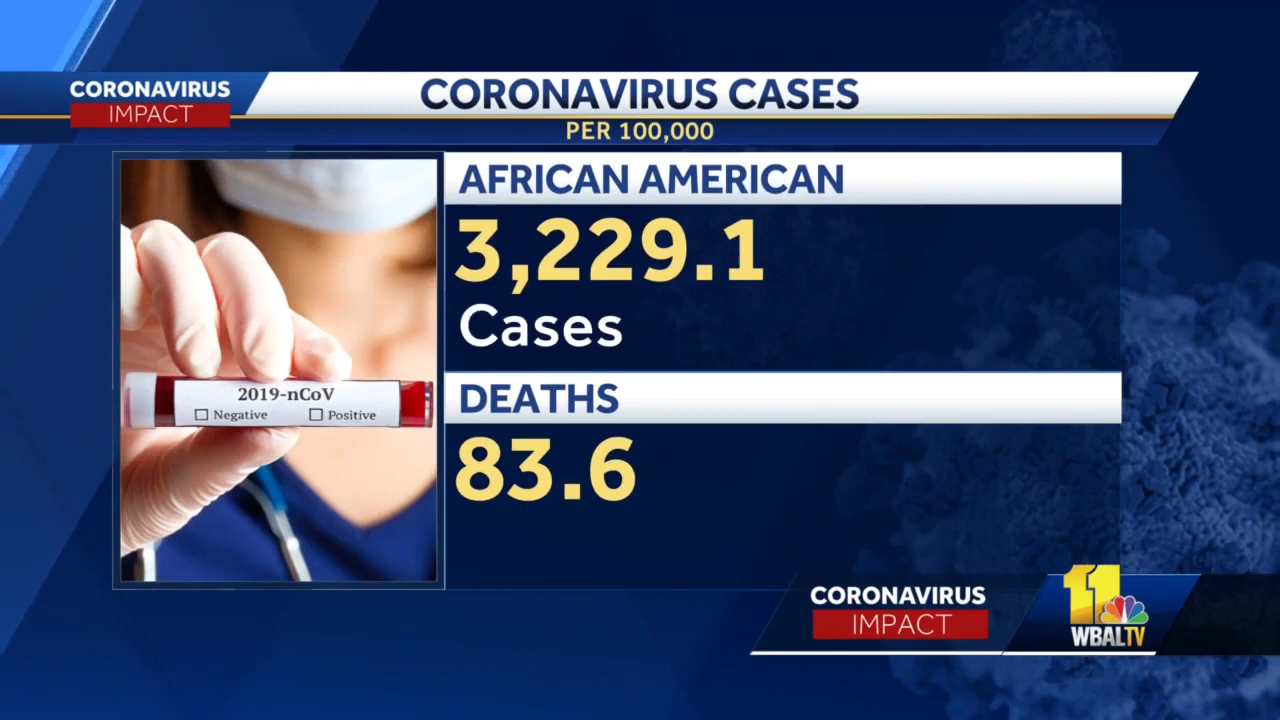 CORONAVIRUS
IMPACT
CORONAVIRUS CASES
PER 100,000
AFRICAN AMERICAN
3,229.1
Cases
DEATHS
83.6
2019-nCoV
☐ Negative ☐ Positive
CORONAVIRUS
IMPACT
11
WBALTV